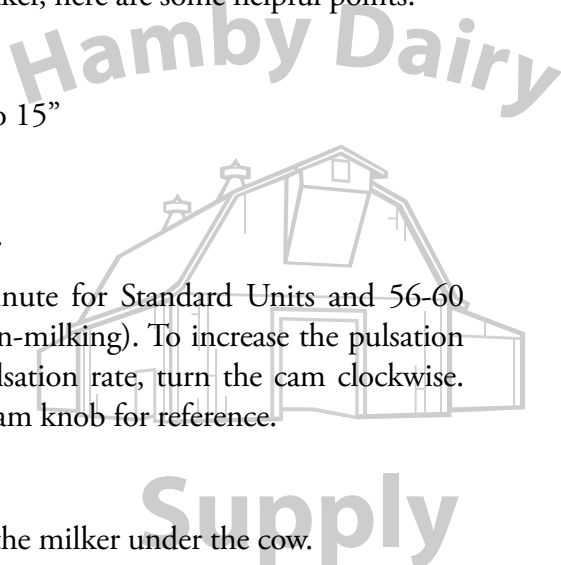 ker, here are some helpful points.
Hamby Dairy
o 15”
inute for Standard Units and 56-60
n-milking). To increase the pulsation
lsation rate, turn the cam clockwise.
am knob for reference.
Supply
the milker under the cow.